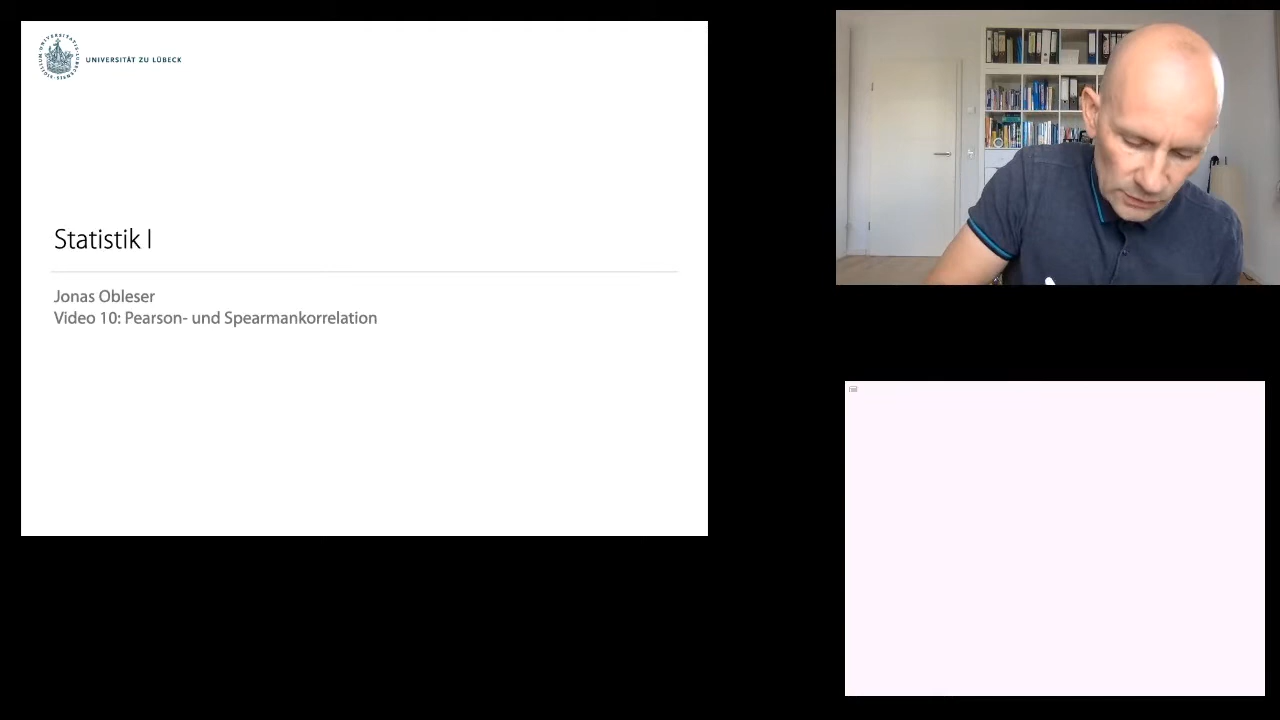 UNIVERSITÄT ZU LÜBECK
Statistik I
Jonas Obleser
Video 10: Pearson- und Spearmankorrelation